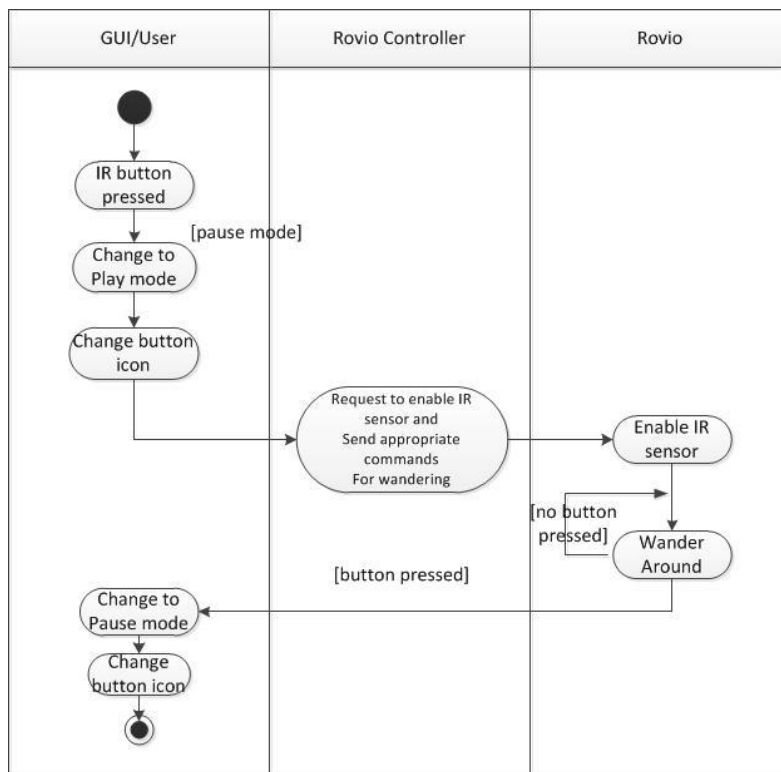 GUI/User
Rovio Controller
Rovio
IR button
pressed
[pause mode]
Change to
Play mode
Change button
icon
Request to enable IR
sensor and
Send appropriate
commands
For wandering
Enable IR
sensor
[no button
pressed]
Wander
Around
[button pressed]
Change to
Pause mode
Change
button icon